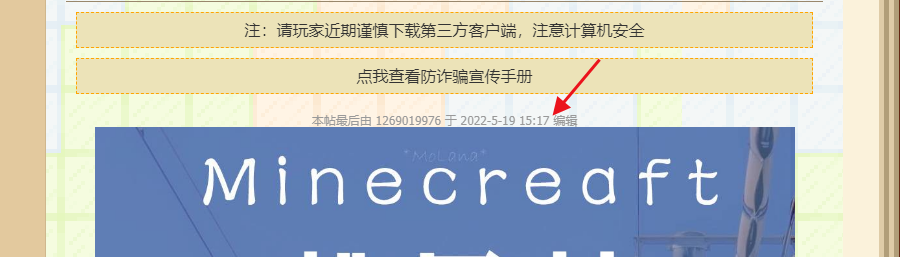 注：请玩家近期谨慎下载第三方客户端，注意计算机安全
点我查看防诈骗宣传手册
本帖最后由 1269019976 于 2022-5-19 15:17 编辑
*MoLana*
Minecreaft